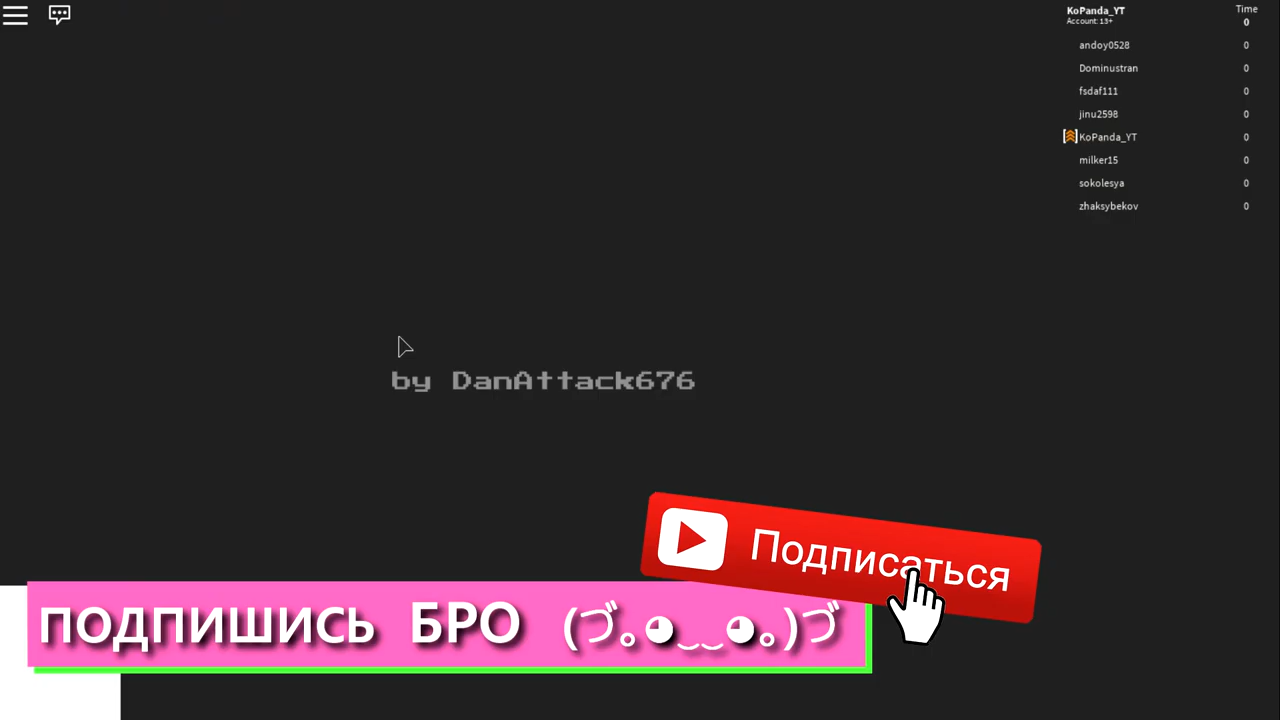 KoPanda_YT
Account: 13+
Time
0
andoy0528 0
Dominustran 0
fsdaf111 0
jinu2598 0
KoPanda_YT 0
milker15 0
sokolesya 0
zhaksybekov 0
by DanAttack676
Подписаться
ПОДПИШИСЬ БРО (づ｡◕‿‿◕｡)づ